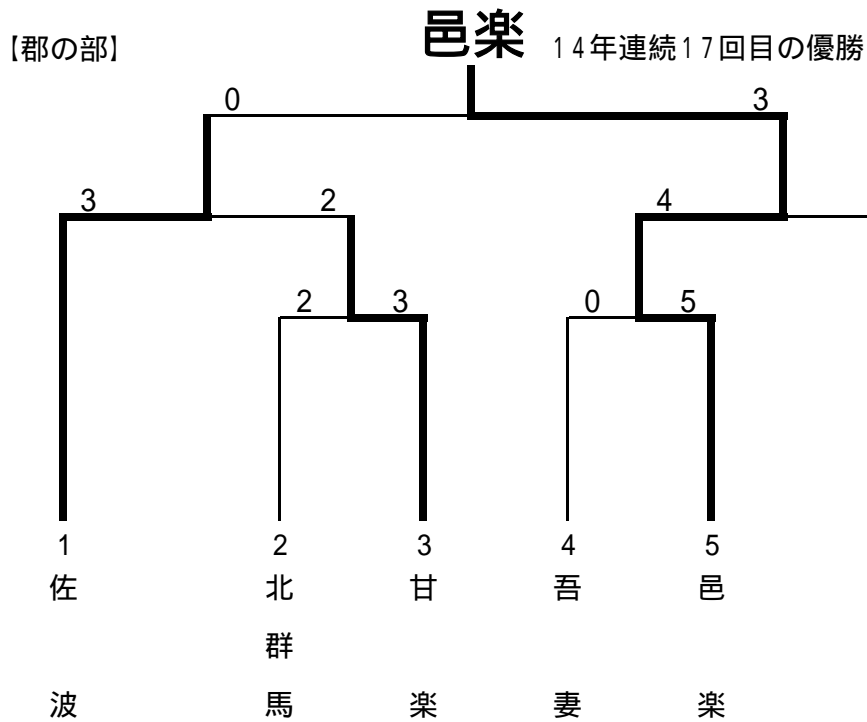 【郡の部】
邑楽 14年連続17回目の優勝
0 3
3 2 4
2 3 0 5
1 2 3 4 5
佐波 北群馬 甘楽 吾妻 邑楽